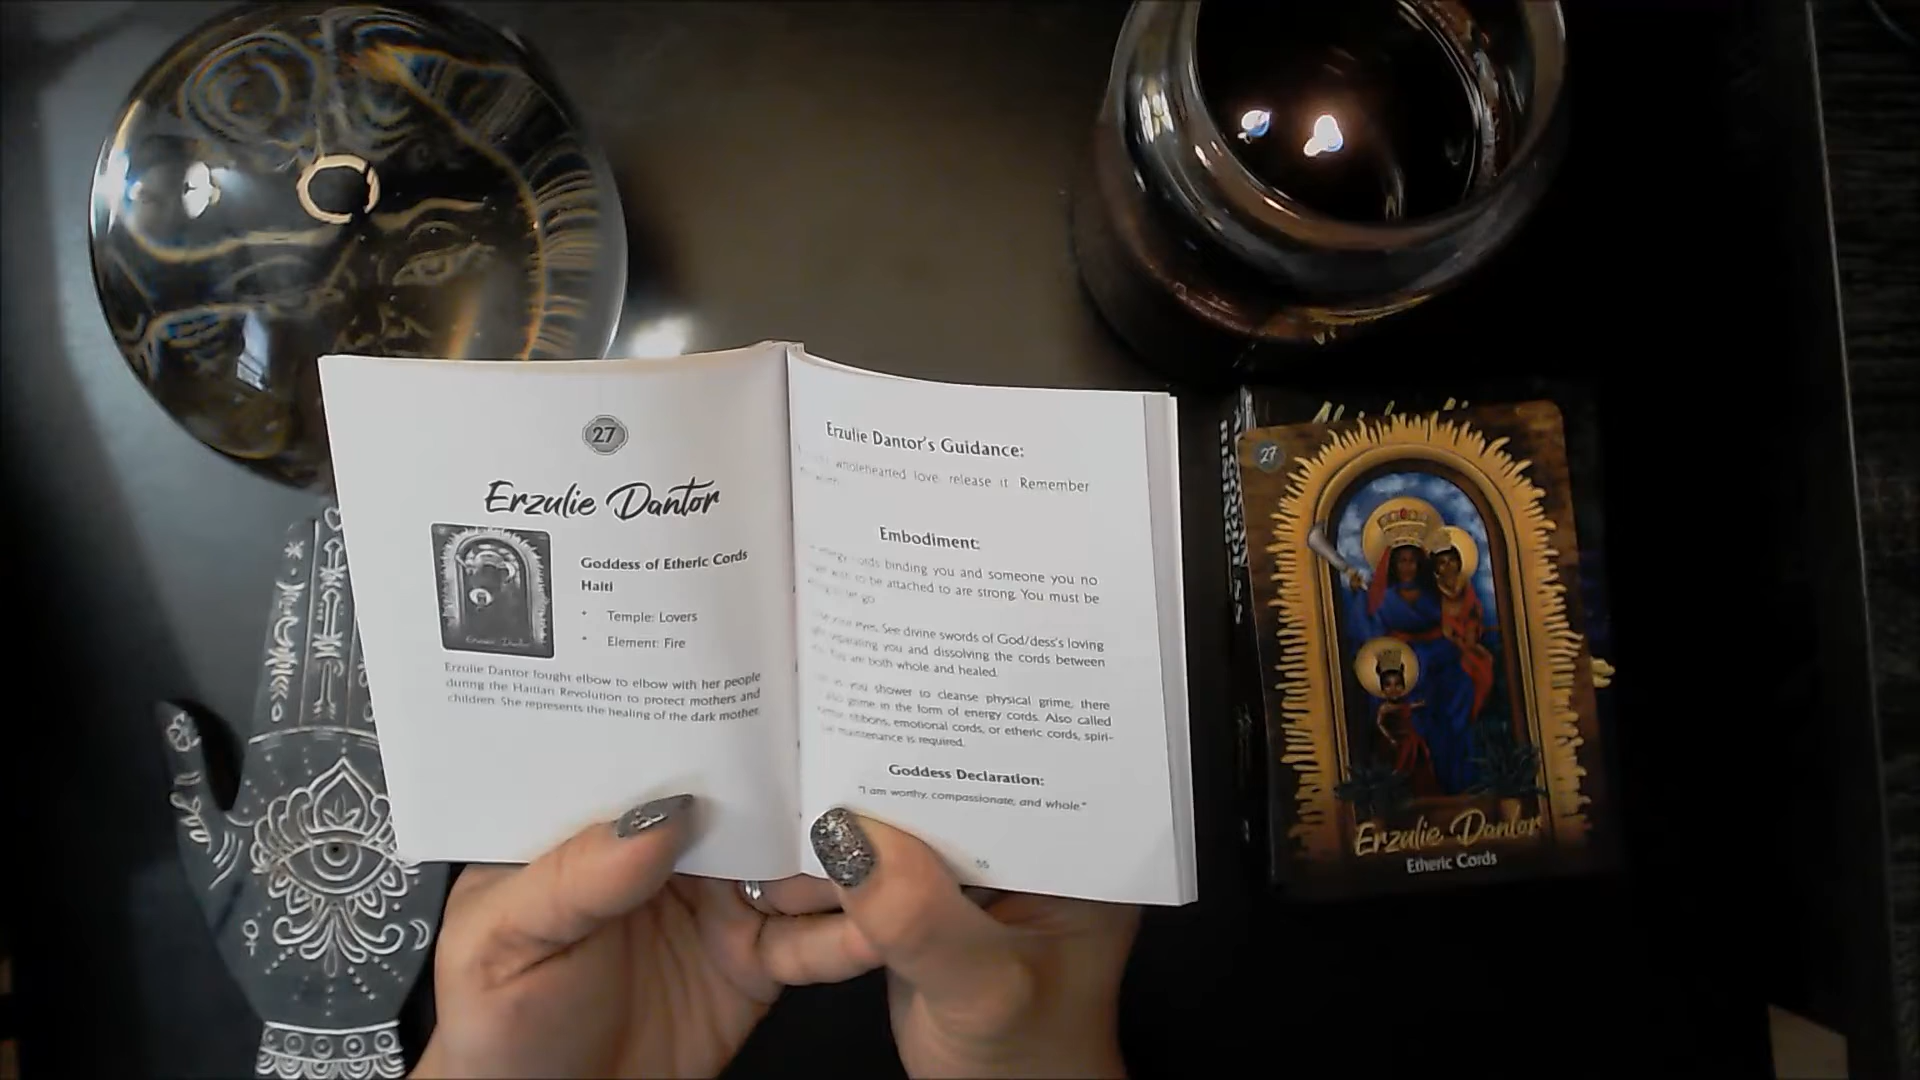 27
Erzulie Dantor
Goddess of Etheric Cords
Haiti
• Temple: Lovers
• Element: Fire
Erzulie Dantor fought elbow to elbow with her people
during the Haitian Revolution to protect mothers and
children. She represents the healing of the dark mother.
Erzulie Dantor's Guidance:
wholehearted love release it. Remember
Embodiment:
cords binding you and someone you no
to be attached to are strong. You must be
go
eyes. See divine swords of God/dess's loving
separating you and dissolving the cords between
are both whole and healed.
you shower to cleanse physical grime, there
grime in the form of energy cords. Also called
ribbons, emotional cords, or etheric cords, spiri-
maintenance is required.
Goddess Declaration:
"I am worthy, compassionate, and whole."
27
Erzulie Dantor
Etheric Cords